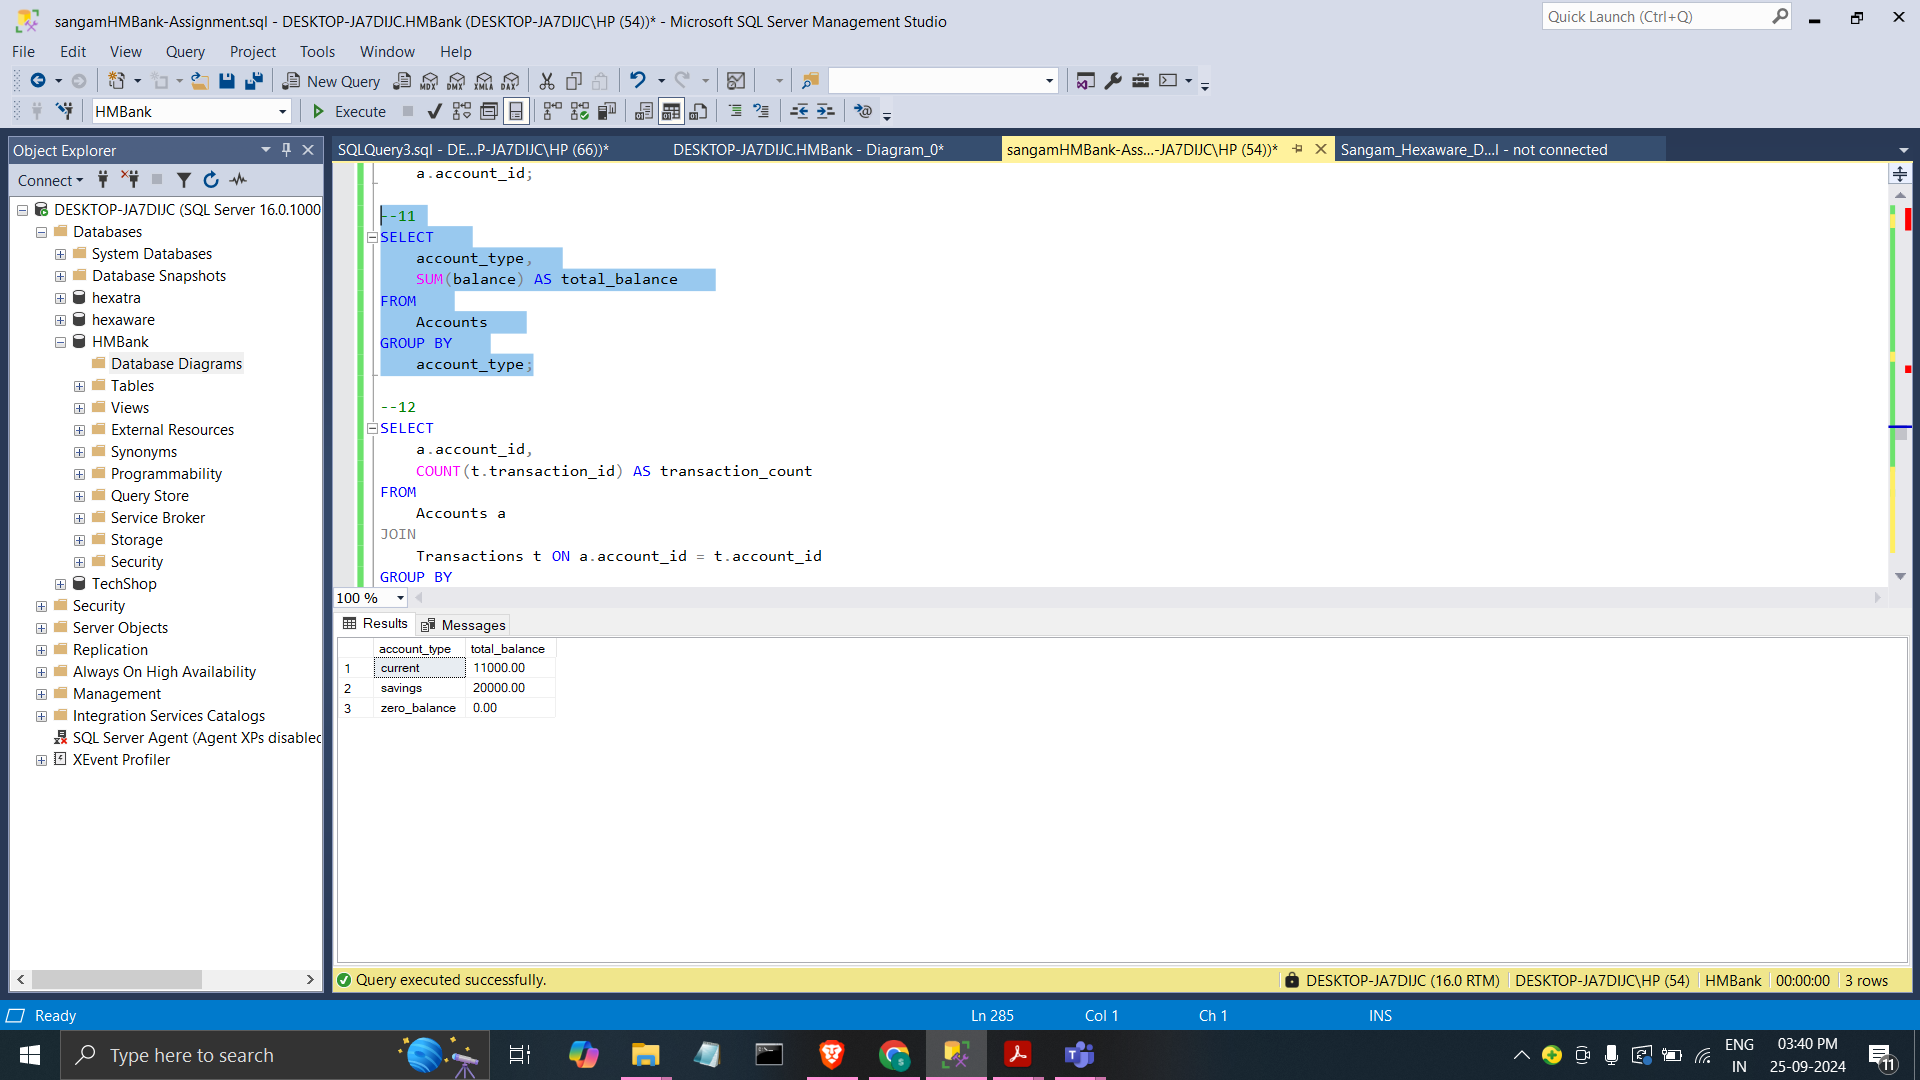 sangamHMBank-Assignment.sql - DESKTOP-JA7DIJC.HMBank (DESKTOP-JA7DIJC\HP (54))* - Microsoft SQL Server Management Studio
Quick Launch (Ctrl+Q)
File Edit View Query Project Tools Window Help
New Query MDX DMX XMLA DAX
HMBank Execute
Object Explorer
Connect
DESKTOP-JA7DIJC (SQL Server 16.0.1000
Databases
System Databases
Database Snapshots
hexatra
hexaware
HMBank
Database Diagrams
Tables
Views
External Resources
Synonyms
Programmability
Query Store
Service Broker
Storage
Security
TechShop
Security
Server Objects
Replication
Always On High Availability
Management
Integration Services Catalogs
SQL Server Agent (Agent XPs disabled
XEvent Profiler
SQLQuery3.sql - DE...P-JA7DIJC\HP (66))* DESKTOP-JA7DIJC.HMBank - Diagram_0* sangamHMBank-Ass...-JA7DIJC\HP (54))* Sangam_Hexaware_D...l - not connected
a.account_id;
--11
SELECT
account_type,
SUM(balance) AS total_balance
FROM
Accounts
GROUP BY
account_type;
--12
SELECT
a.account_id,
COUNT(t.transaction_id) AS transaction_count
FROM
Accounts a
JOIN
Transactions t ON a.account_id = t.account_id
GROUP BY
100 %
Results Messages
account_type total_balance
1 current 11000.00
2 savings 20000.00
3 zero_balance 0.00
Query executed successfully. DESKTOP-JA7DIJC (16.0 RTM) DESKTOP-JA7DIJC\HP (54) HMBank 00:00:00 3 rows
Ready Ln 285 Col 1 Ch 1 INS
Type here to search
ENG
IN
03:40 PM
25-09-2024
11